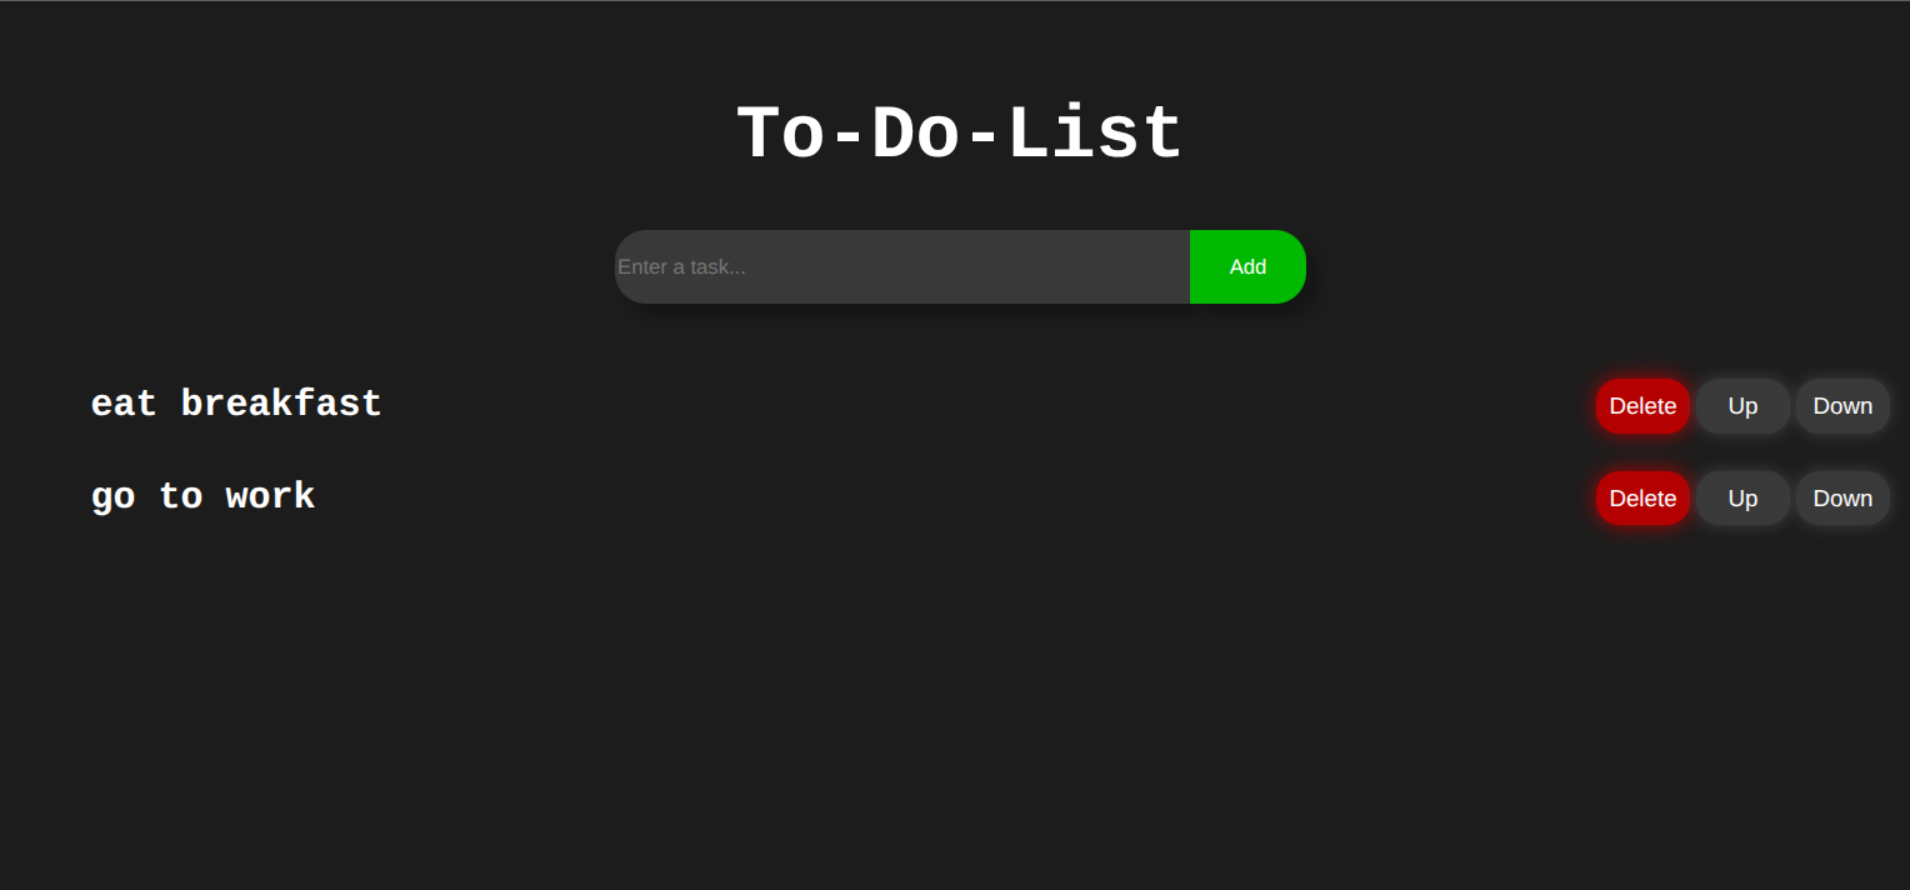 To-Do-List
Enter a task... Add
eat breakfast Delete Up Down
go to work Delete Up Down